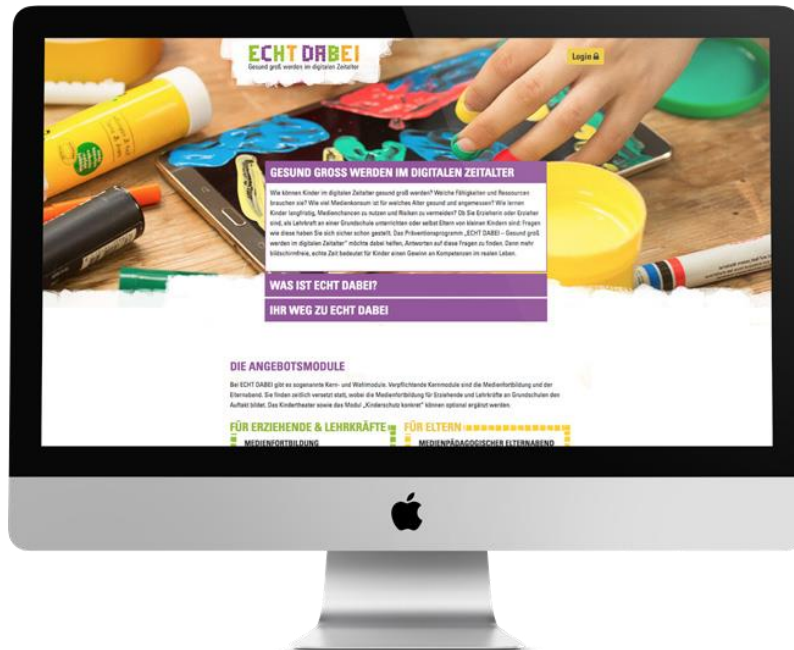 ECHT DABEI
Gesund groß werden im digitalen Zeitalter
Login
GESUND GROSS WERDEN IM DIGITALEN ZEITALTER
Wie können Kinder im digitalen Zeitalter gesund groß werden? Welche Fähigkeiten und Ressourcen
brauchen sie? Wie viel Medienkonsum ist für welches Alter gesund und angemessen? Wie lernen
Kinder langfristig, Medienchancen zu nutzen und Risiken zu vermeiden? Ob Sie Erzieherin oder Erzieher
sind, als Lehrkraft an einer Grundschule unterrichten oder selbst Eltern von kleinen Kindern sind: Fragen
wie diese haben Sie sich sicher schon gestellt. Das Präventionsprogramm „ECHT DABEI – Gesund groß
werden im digitalen Zeitalter“ möchte dabei helfen, Antworten auf diese Fragen zu finden. Denn mehr
bildschirmfreie, echte Zeit bedeutet für Kinder einen Gewinn an Kompetenzen im realen Leben.
WAS IST ECHT DABEI?
IHR WEG ZU ECHT DABEI
DIE ANGEBOTSMODULE
Bei ECHT DABEI gibt es sogenannte Kern- und Wahlmodule. Verpflichtende Kernmodule sind die Medienfortbildung und der
Elternabend. Sie finden zeitlich versetzt statt, wobei die Medienfortbildung für Erziehende und Lehrkräfte an Grundschulen den
Auftakt bildet. Das Kindertheater sowie das Modul „Kinderschutz konkret“ können optional ergänzt werden.
FÜR ERZIEHENDE & LEHRKRÄFTE
FÜR ELTERN
MEDIENFORTBILDUNG
MEDIENPÄDAGOGISCHER ELTERNABEND